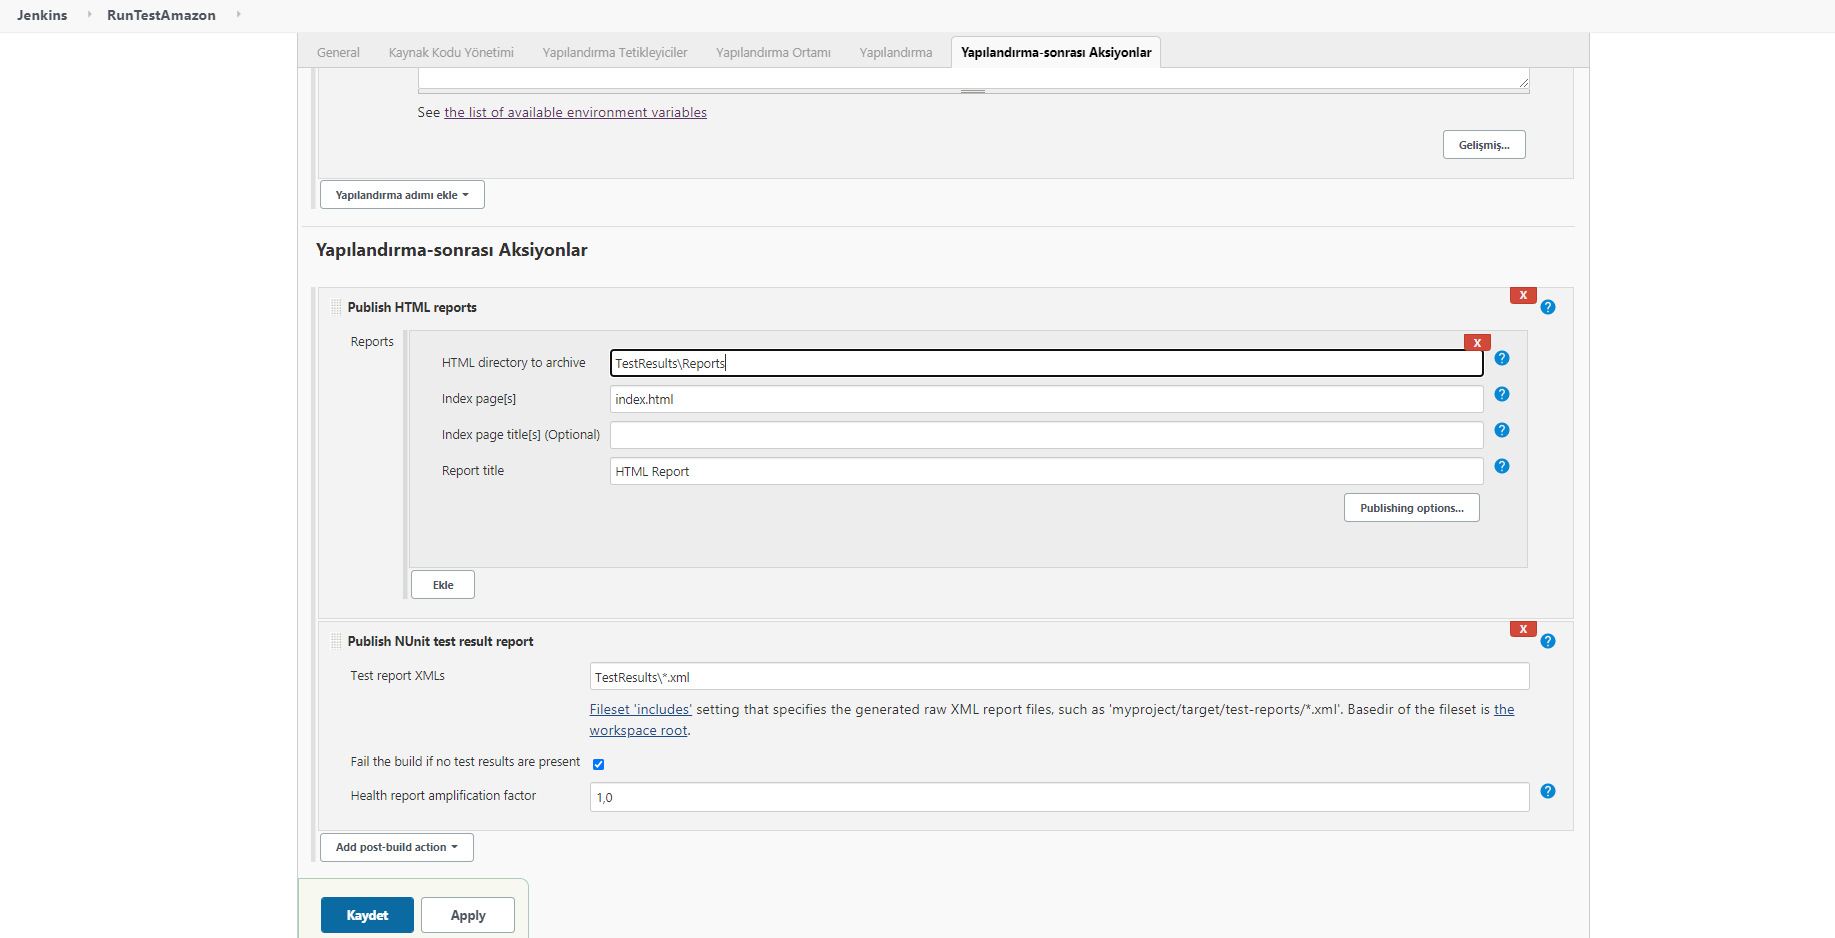 Jenkins RunTestAmazon
General Kaynak Kodu Yönetimi Yapılandırma Tetikleyiciler Yapılandırma Ortamı Yapılandırma Yapılandırma-sonrası Aksiyonlar
See the list of available environment variables
Gelişmiş...
Yapılandırma adımı ekle
Yapılandırma-sonrası Aksiyonlar
X
Publish HTML reports ?
Reports
X
HTML directory to archive TestResults\Reports ?
Index page[s] index.html ?
Index page title[s] (Optional) ?
Report title HTML Report ?
Publishing options...
Ekle
X
Publish NUnit test result report ?
Test report XMLs TestResults\*.xml
Fileset 'includes' setting that specifies the generated raw XML report files, such as 'myproject/target/test-reports/*.xml'. Basedir of the fileset is the
workspace root.
Fail the build if no test results are present
Health report amplification factor 1,0 ?
Add post-build action
Kaydet Apply